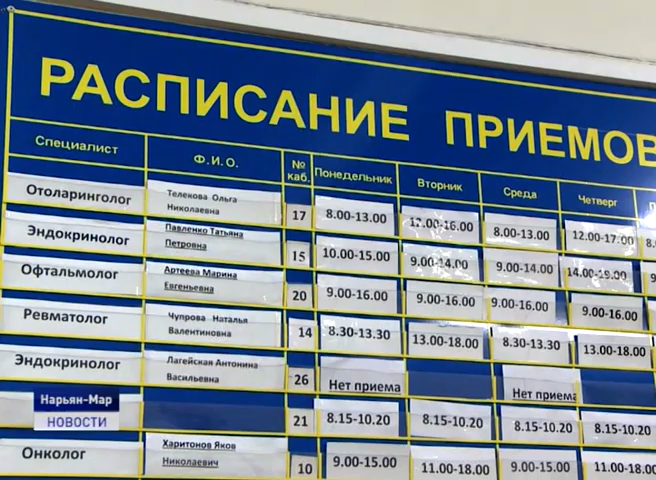 РАСПИСАНИЕ ПРИЕМОВ
Специалист Ф.И.О. № каб. Понедельник Вторник Среда Четверг
Отоларинголог Телекова Ольга Николаевна 17 8.00-13.00 12.00-16.00 8.00-13.00 12.00-17.00
Эндокринолог Павленко Татьяна Петровна 15 10.00-15.00 9.00-14.00 9.00-14.00 14.00-19.00
Офтальмолог Артеева Марина Евгеньевна 20 9.00-16.00 9.00-16.00 9.00-16.00 9.00-16.00
Ревматолог Чупрова Наталья Валентиновна 14 8.30-13.30 13.00-18.00 8.30-13.30 13.00-18.00
Эндокринолог Лагейская Антонина Васильевна 26 Нет приема Нет приема
21 8.15-10.20 8.15-10.20 8.15-10.20 8.15-10.20
Онколог Харитонов Яков Николаевич 10 9.00-15.00 11.00-18.00 9.00-15.00 11.00-18.00
Нарьян-Мар
НОВОСТИ